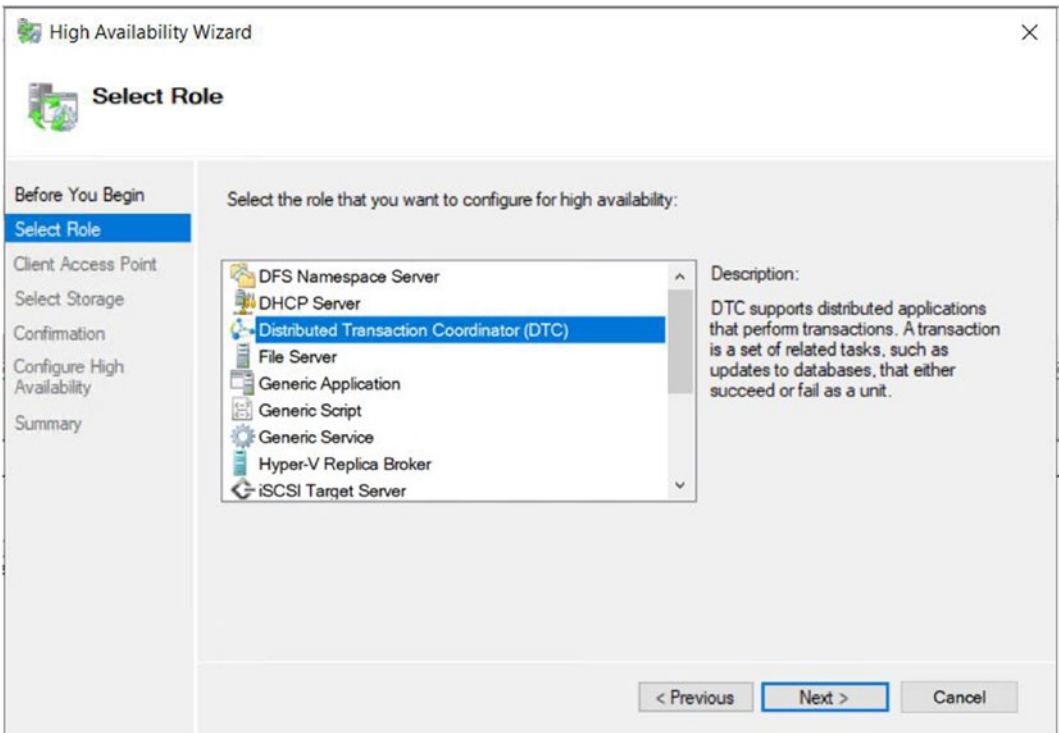 High Availability Wizard
Select Role
Before You Begin
Select Role
Client Access Point
Select Storage
Confirmation
Configure High
Availability
Summary
Select the role that you want to configure for high availability:
DFS Namespace Server
DHCP Server
Distributed Transaction Coordinator (DTC)
File Server
Generic Application
Generic Script
Generic Service
Hyper-V Replica Broker
iSCSI Target Server
Description:
DTC supports distributed applications
that perform transactions. A transaction
is a set of related tasks, such as
updates to databases, that either
succeed or fail as a unit.
< Previous
Next >
Cancel